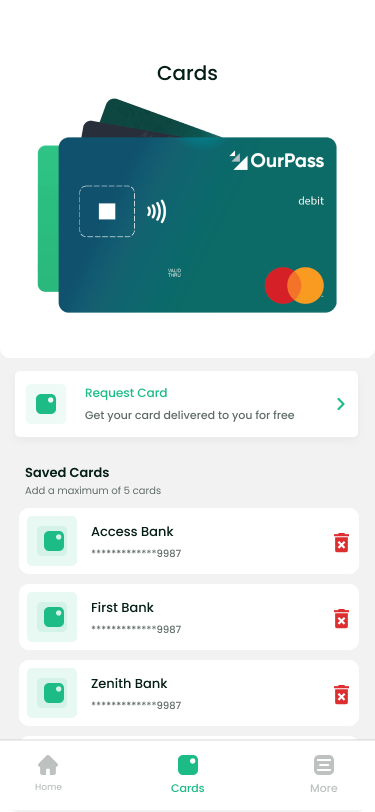 Cards
OurPass
debit
VALID
THRU
Request Card
Get your card delivered to you for free
Saved Cards
Add a maximum of 5 cards
Access Bank
*************9987
First Bank
*************9987
Zenith Bank
*************9987
Home
Cards
More